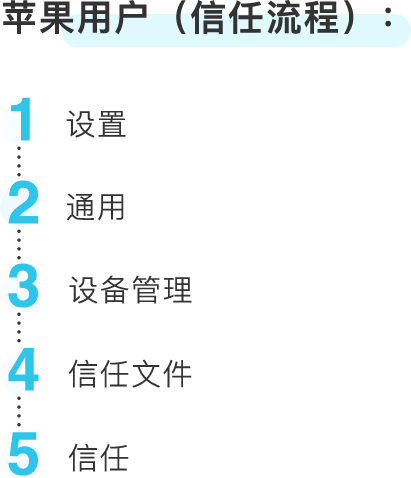 苹果用户（信任流程）：
1 设置
2 通用
3 设备管理
4 信任文件
5 信任